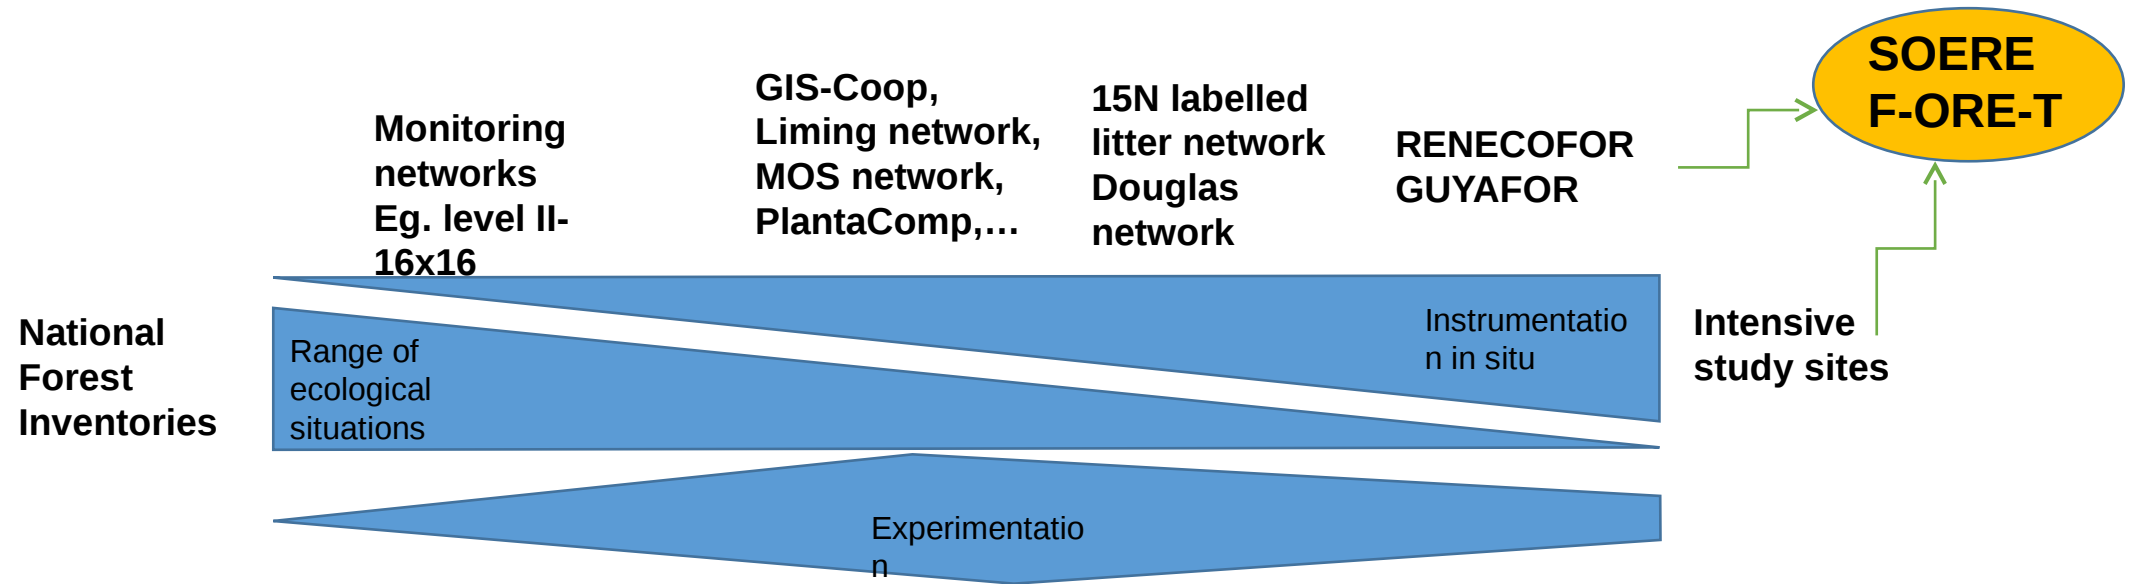 SOERE
F-ORE-T
Monitoring
networks
Eg. level II-
16x16
GIS-Coop,
Liming network,
MOS network,
PlantaComp,…
15N labelled
litter network
Douglas
network
RENECOFOR
GUYAFOR
National
Forest
Inventories
Range of
ecological
situations
Instrumentatio
n in situ
Intensive
study sites
Experimentatio
n